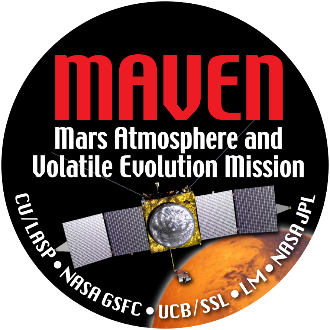 MAVEN
Mars Atmosphere and
Volatile Evolution Mission
CU/LASP • NASA GSFC • UCB/SSL • LM • NASA JPL